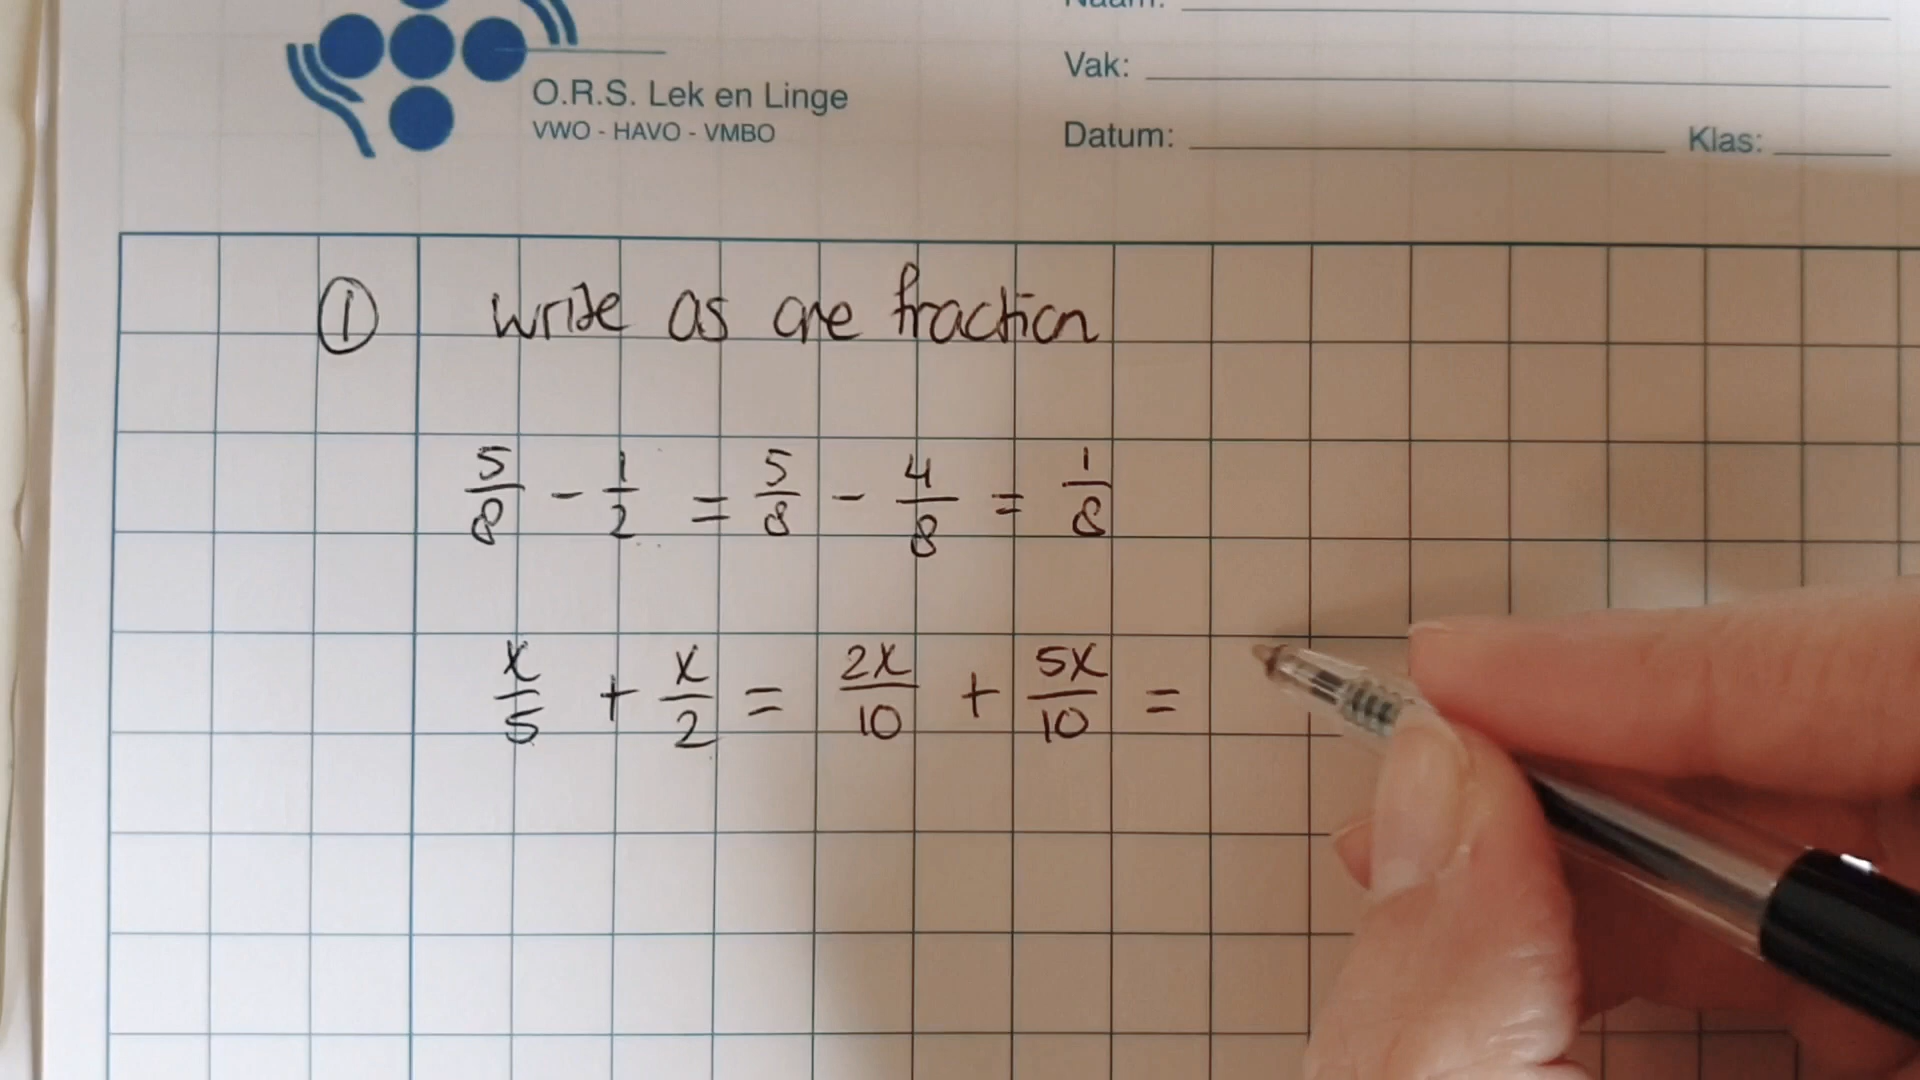 Naam:
O.R.S. Lek en Linge
VWO - HAVO - VMBO
Vak:
Datum: Klas:
① Write as one fraction
5/8 - 1/2 = 5/8 - 4/8 = 1/8
x/5 + x/2 = 2x/10 + 5x/10 =